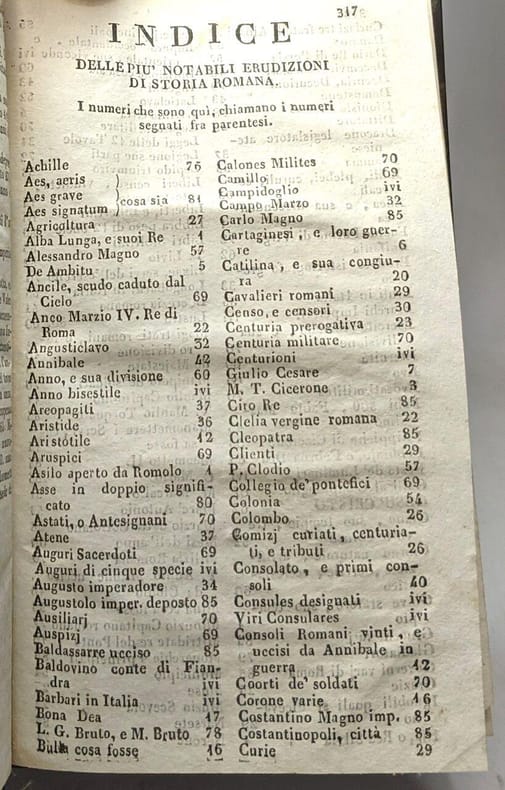 317
INDICE
DELLE PIU' NOTABILI ERUDIZIONI
DI STORIA ROMANA.
I numeri che sono quì, chiamano i numeri
segnati fra parentesi.
Achille 76
Aes, aeris
Aes grave
Aes signatum } cosa sia 81
Agricoltura 27
Alba Lunga, e suoi Re 1
Alessandro Magno 57
De Ambitu 5
Ancile, scudo caduto dal
Cielo 69
Anco Marzio IV. Re di
Roma 22
Angusticlavo 32
Annibale 42
Anno, e sua divisione 60
Anno bisestile ivi
Areopagiti 37
Aristide 36
Aristotile 12
Aruspici 69
Asilo aperto da Romolo 1
Asse in doppio signifi-
cato 80
Astati, o Antesignani 70
Atene 37
Auguri Sacerdoti 69
Auguri di cinque specie ivi
Augusto imperadore 34
Augustolo imper. deposto 85
Ausiliarj 70
Auspizj 69
Baldassarre ucciso 85
Baldovino conte di Fian-
dra ivi
Barbari in Italia ivi
Bona Dea 17
L. G. Bruto, e M. Bruto 78
Bulla cosa fosse 16
Calones Milites 70
Camillo 69
Campidoglio ivi
Campo Marzo 32
Carlo Magno 85
Cartaginesi, e loro guer-
re 6
Catilina, e sua congiu-
ra 20
Cavalieri romani 29
Censo, e censori 30
Centuria prerogativa 23
Centuria militare 70
Centurioni ivi
Giulio Cesare 7
M. T. Cicerone 3
Ciro Re 85
Clelia vergine romana 22
Cleopatra 85
Clienti 29
P. Clodio 57
Collegio de' pontefici 69
Colonia 54
Colombo 26
Comizj curiati, centuria-
ti, e tributi 26
Consolato, e primi con-
soli 40
Consules designati ivi
Viri Consulares ivi
Consoli Romani vinti, e
uccisi da Annibale in
guerra 12
Coorti de' soldati 70
Corone varie 16
Costantino Magno imp. 85
Costantinopoli, città 85
Curie 29